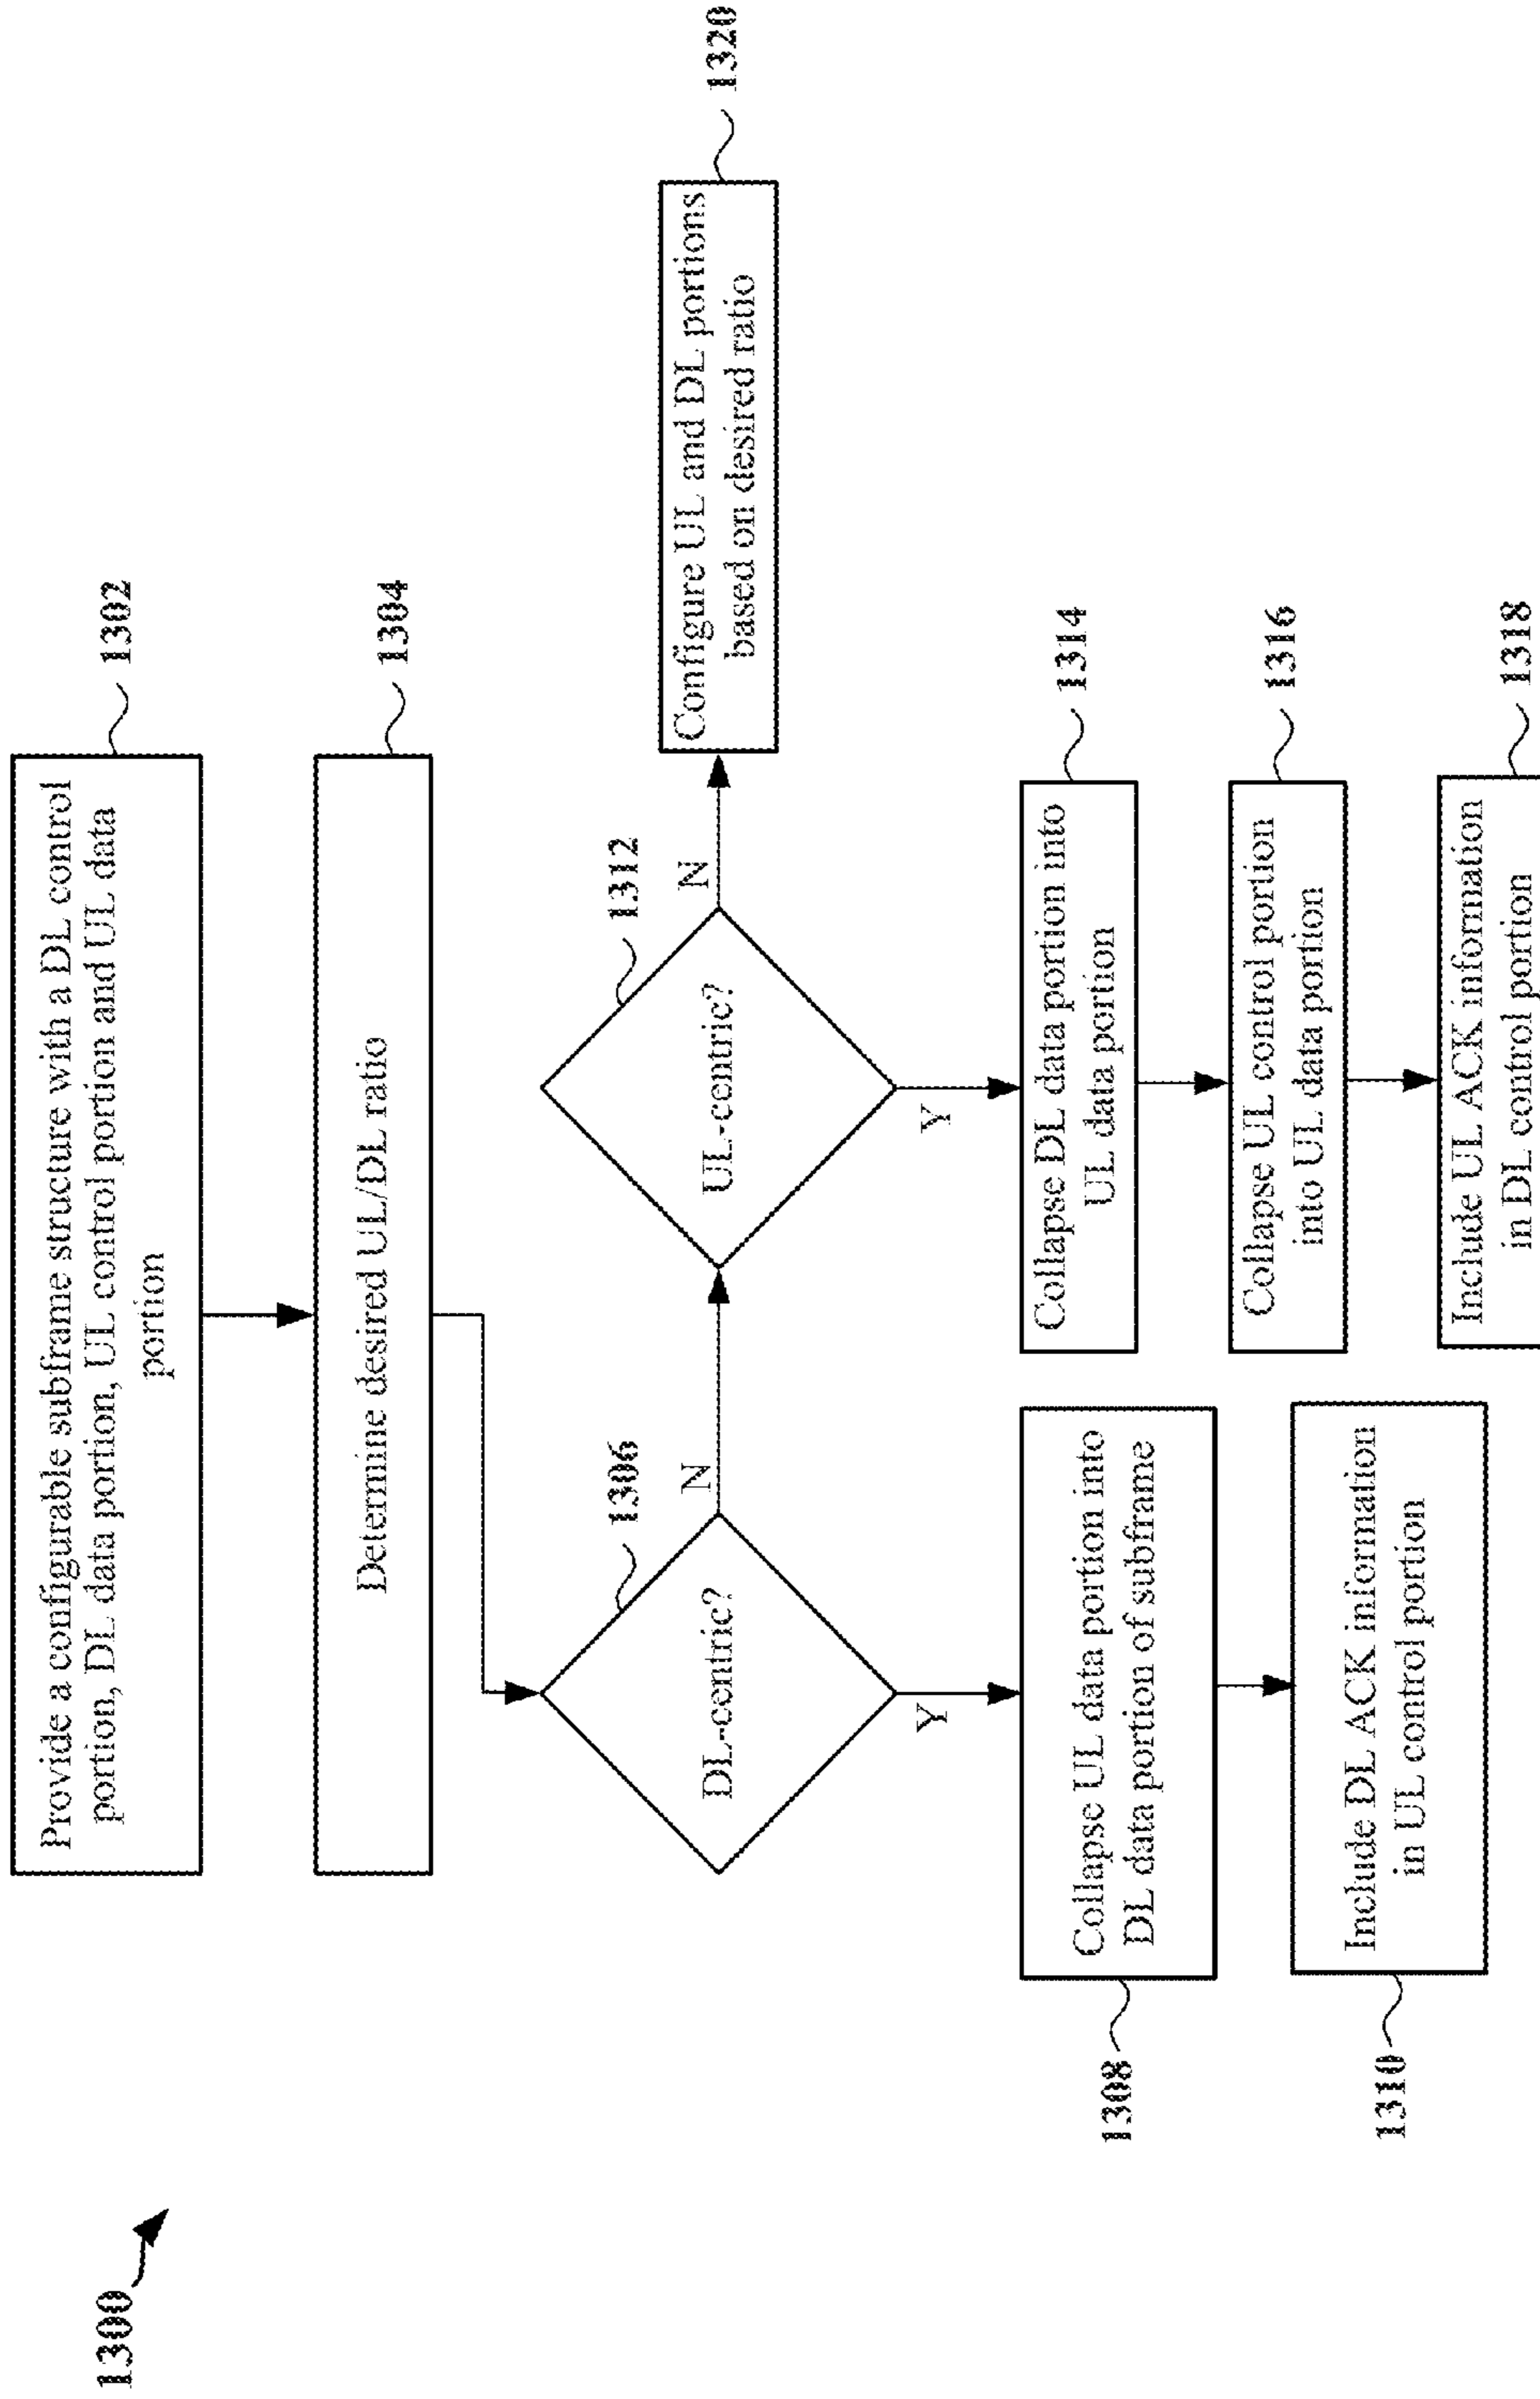 1300
Provide a configurable subframe structure with a DL control
portion, DL data portion, UL control portion and UL data
portion
1302
Determine desired UL/DL ratio
1304
DL-centric?
1306
N
Y
UL-centric?
1312
N
Y
Configure UL and DL portions
based on desired ratio
1320
Collapse UL data portion into
DL data portion of subframe
1308
Include DL ACK information
in UL control portion
1310
Collapse DL data portion into
UL data portion
1314
Collapse UL control portion
into UL data portion
1316
Include UL ACK information
in DL control portion
1318